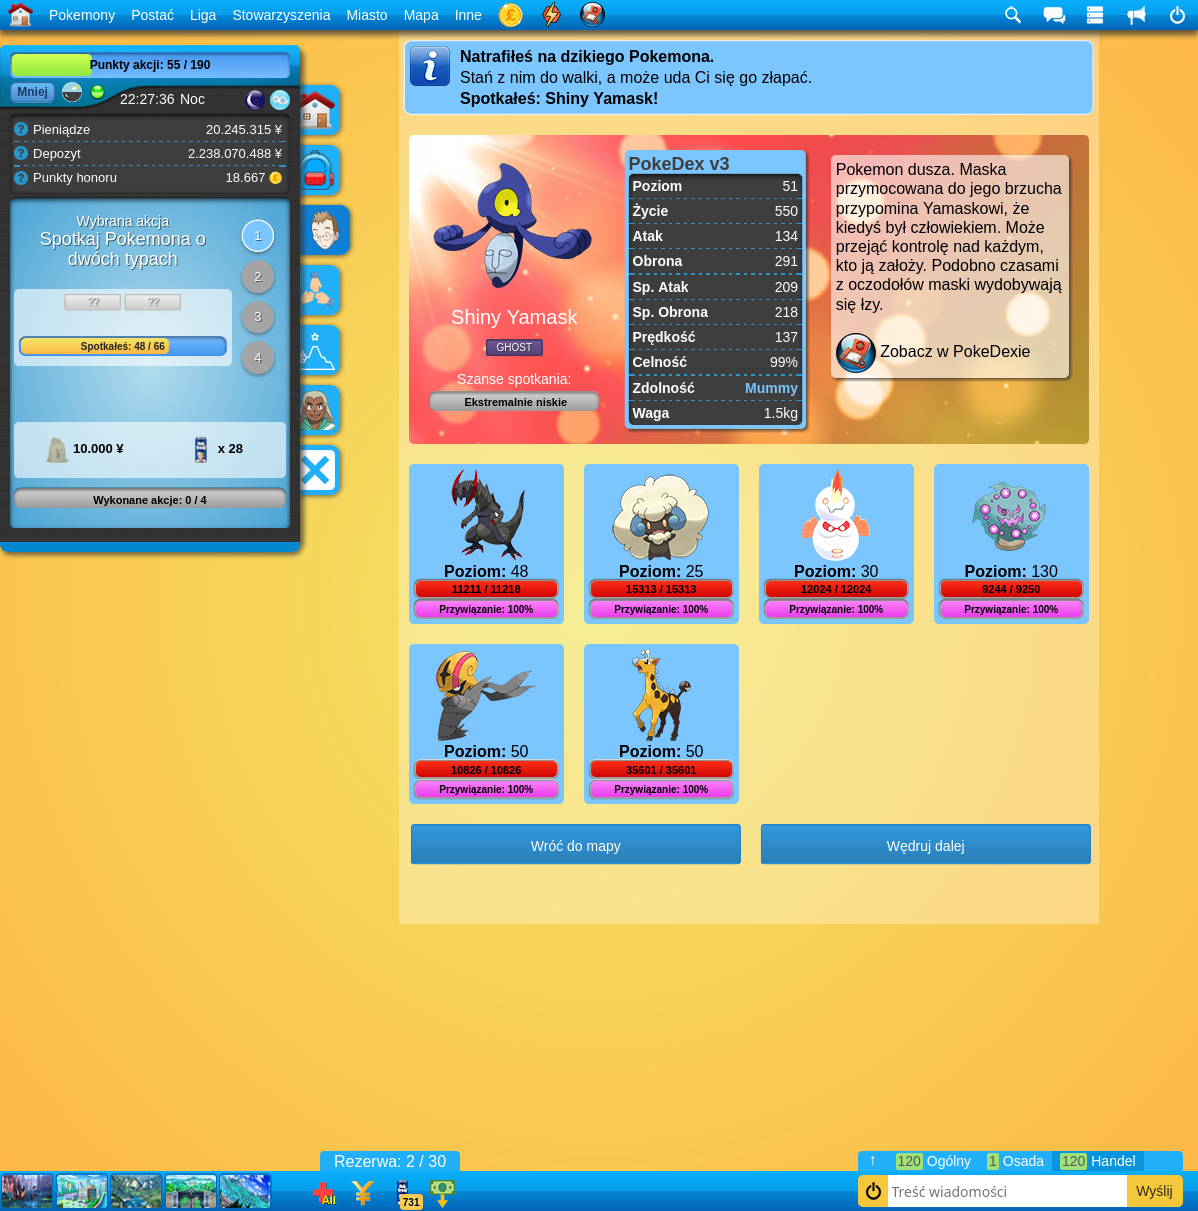 Pokemony Postać Liga Stowarzyszenia Miasto Mapa Inne
Punkty akcji: 55 / 190
Mniej
22:27:36 Noc
Pieniądze 20.245.315 ¥
Depozyt 2.238.070.488 ¥
Punkty honoru 18.667
Wybrana akcja
Spotkaj Pokemona o
dwóch typach
1
2
3
4
?? ??
Spotkałeś: 48 / 66
10.000 ¥ x 28
Wykonane akcje: 0 / 4
Natrafiłeś na dzikiego Pokemona.
Stań z nim do walki, a może uda Ci się go złapać.
Spotkałeś: Shiny Yamask!
Shiny Yamask
GHOST
Szanse spotkania:
Ekstremalnie niskie
PokeDex v3
Poziom 51
Życie 550
Atak 134
Obrona 291
Sp. Atak 209
Sp. Obrona 218
Prędkość 137
Celność 99%
Zdolność Mummy
Waga 1.5kg
Pokemon dusza. Maska
przymocowana do jego brzucha
przypomina Yamaskowi, że
kiedyś był człowiekiem. Może
przejąć kontrolę nad każdym,
kto ją założy. Podobno czasami
z oczodołów maski wydobywają
się łzy.
Zobacz w PokeDexie
Poziom: 48
11211 / 11218
Przywiązanie: 100%
Poziom: 25
15313 / 15313
Przywiązanie: 100%
Poziom: 30
12024 / 12024
Przywiązanie: 100%
Poziom: 130
9244 / 9250
Przywiązanie: 100%
Poziom: 50
10826 / 10826
Przywiązanie: 100%
Poziom: 50
35601 / 35601
Przywiązanie: 100%
Wróć do mapy
Wędruj dalej
Rezerwa: 2 / 30
All
731
↑ 120 Ogólny 1 Osada 120 Handel
Treść wiadomości
Wyślij